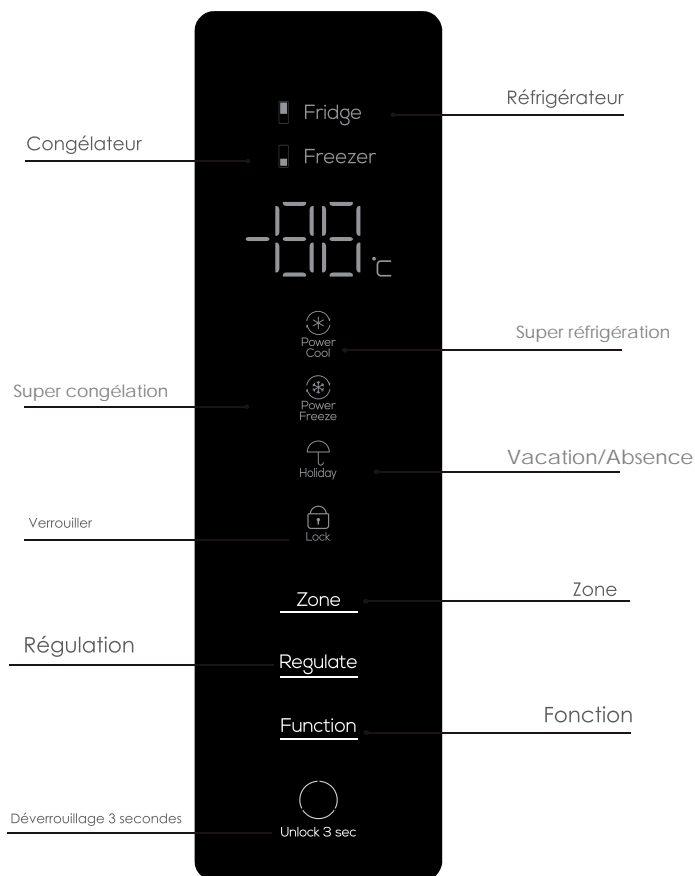 Réfrigérateur
Fridge
Congélateur
Freezer
-88 °C
Super réfrigération
Power
Cool
Super congélation
Power
Freeze
Vacation/Absence
Holiday
Verrouiller
Lock
Zone
Zone
Régulation
Regulate
Fonction
Function
Déverrouillage 3 secondes
Unlock 3 sec